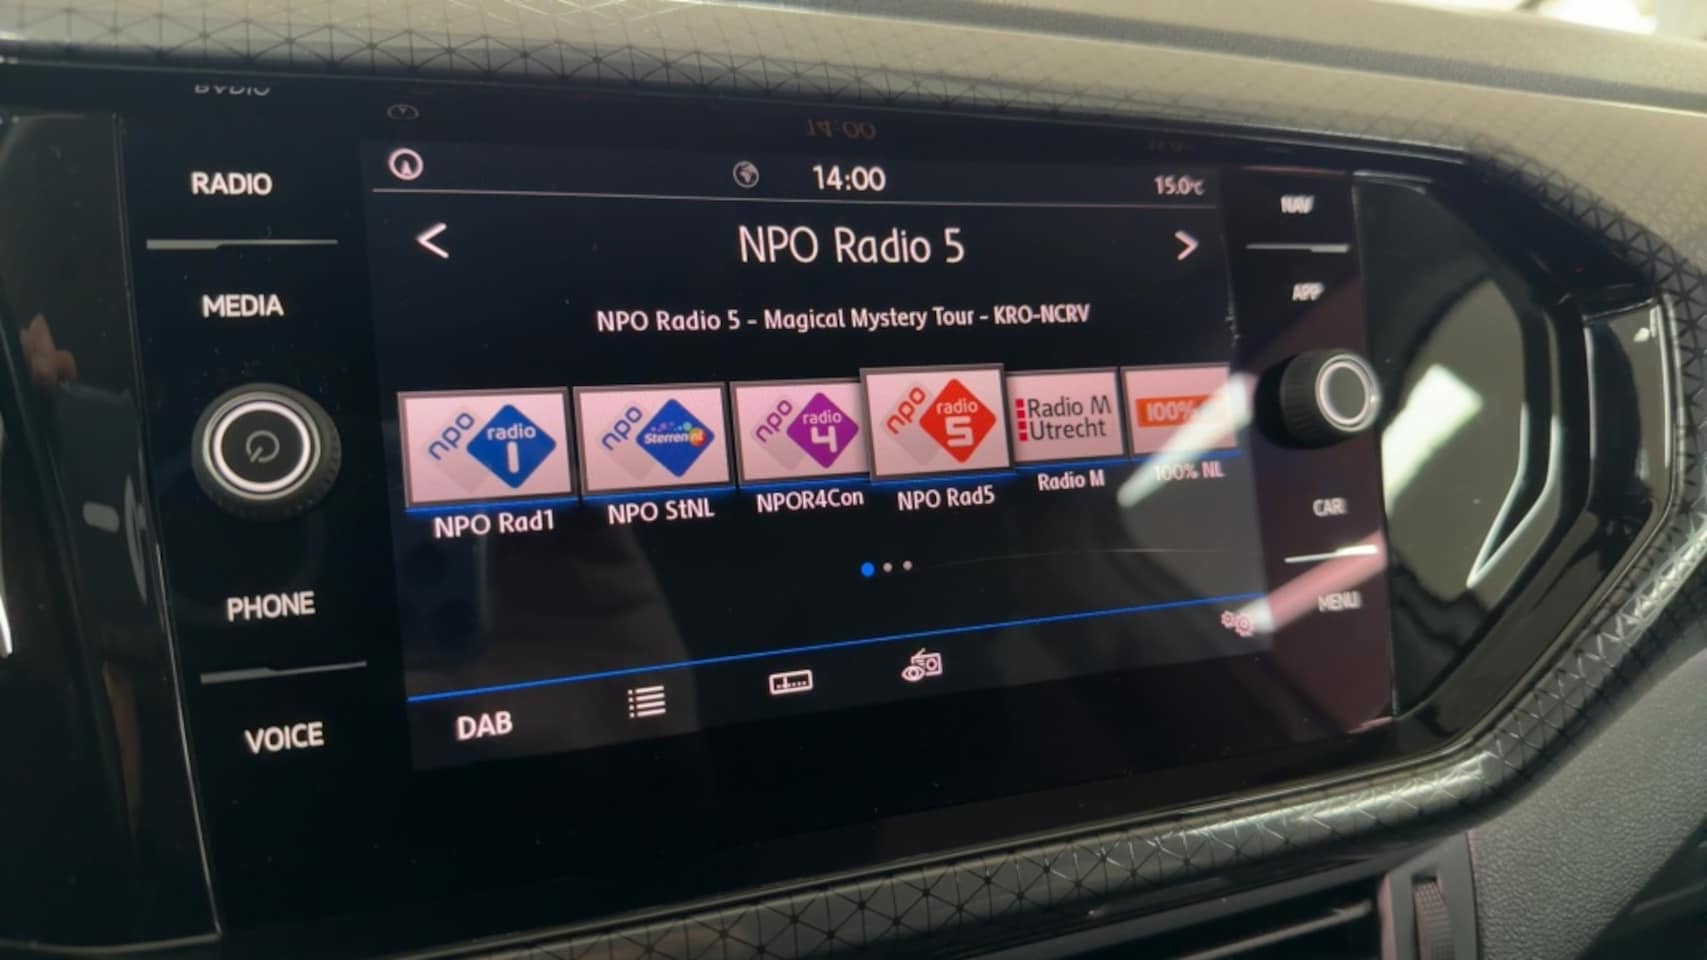 RADIO
MEDIA
PHONE
VOICE
14:00
15.0°C
NPO Radio 5
NPO Radio 5 - Magical Mystery Tour - KRO-NCRV
npo radio 1
npo Sterren nl
npo radio 4
npo radio 5
Radio M
Utrecht
100%
NPO Rad1
NPO StNL
NPOR4Con
NPO Rad5
Radio M
100% NL
DAB
NAV
APP
CAR
MENU